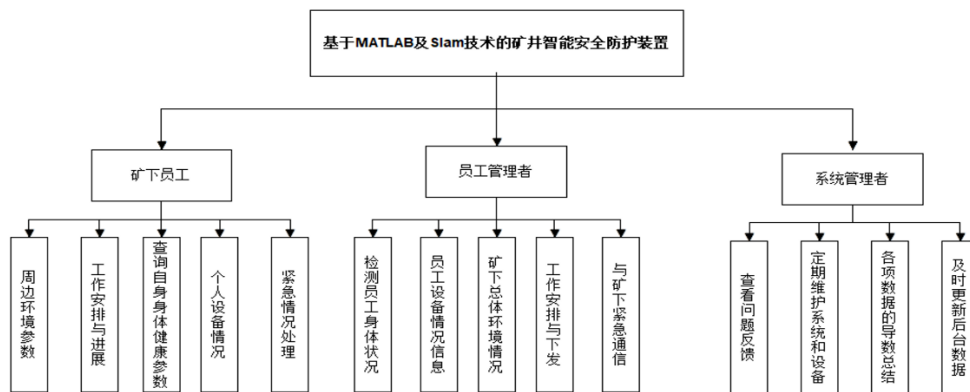 基于MATLAB及Slam技术的矿井智能安全防护装置
矿下员工
员工管理者
系统管理者
周边环境参数
工作安排与进展
查询自身身体健康参数
个人设备情况
紧急情况处理
检测员工身体状况
员工设备情况信息
矿下总体环境情况
工作安排与下发
与矿下紧急通信
查看问题反馈
定期维护系统和设备
各项数据的导数总结
及时更新后台数据